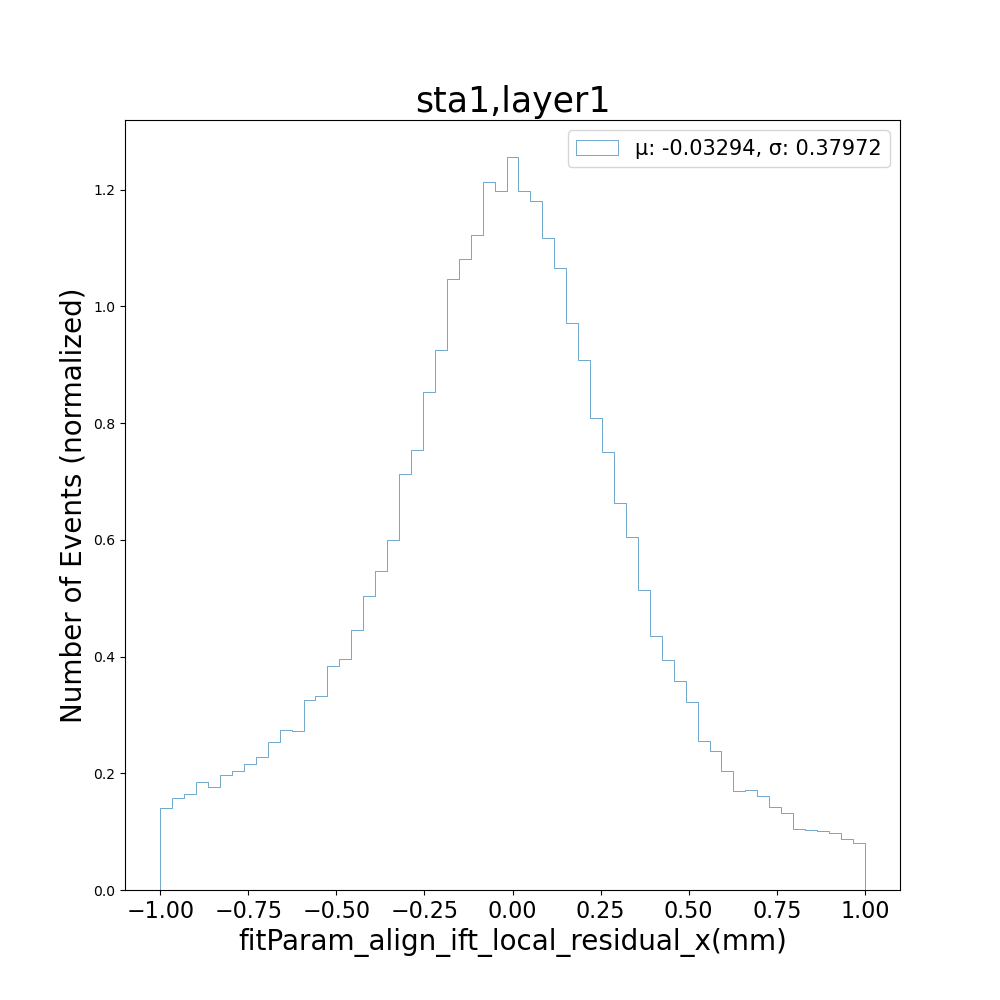 sta1,layer1
μ: -0.03294, σ: 0.37972
Number of Events (normalized)
1.2
1.0
0.8
0.6
0.4
0.2
0.0
−1.00 −0.75 −0.50 −0.25 0.00 0.25 0.50 0.75 1.00
fitParam_align_ift_local_residual_x(mm)